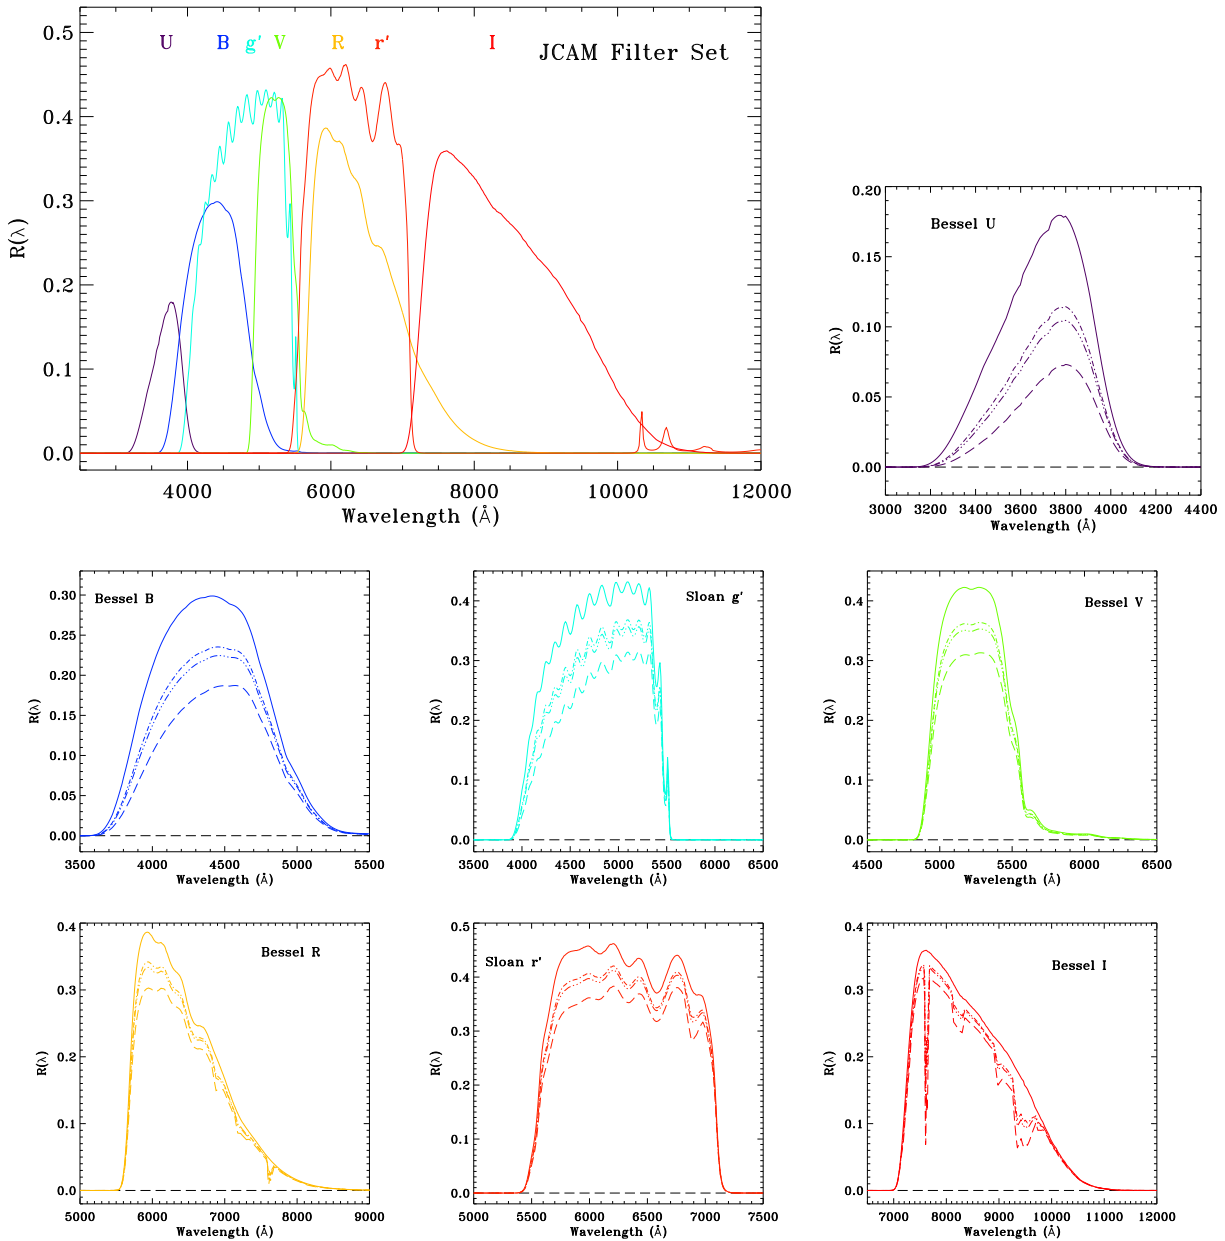 U B g′ V R r′ I
JCAM Filter Set
R(λ)
0.5
0.4
0.3
0.2
0.1
0.0
4000 6000 8000 10000 12000
Wavelength (Å)
Bessel U
R(λ)
0.20
0.15
0.10
0.05
0.00
3000 3200 3400 3600 3800 4000 4200 4400
Wavelength (Å)
Bessel B
R(λ)
0.30
0.25
0.20
0.15
0.10
0.05
0.00
3500 4000 4500 5000 5500
Wavelength (Å)
Sloan g′
R(λ)
0.4
0.3
0.2
0.1
0.0
3500 4000 4500 5000 5500 6000 6500
Wavelength (Å)
Bessel V
R(λ)
0.4
0.3
0.2
0.1
0.0
4500 5000 5500 6000 6500
Wavelength (Å)
Bessel R
R(λ)
0.4
0.3
0.2
0.1
0.0
5000 6000 7000 8000 9000
Wavelength (Å)
Sloan r′
R(λ)
0.5
0.4
0.3
0.2
0.1
0.0
5000 5500 6000 6500 7000 7500
Wavelength (Å)
Bessel I
R(λ)
0.4
0.3
0.2
0.1
0.0
7000 8000 9000 10000 11000 12000
Wavelength (Å)